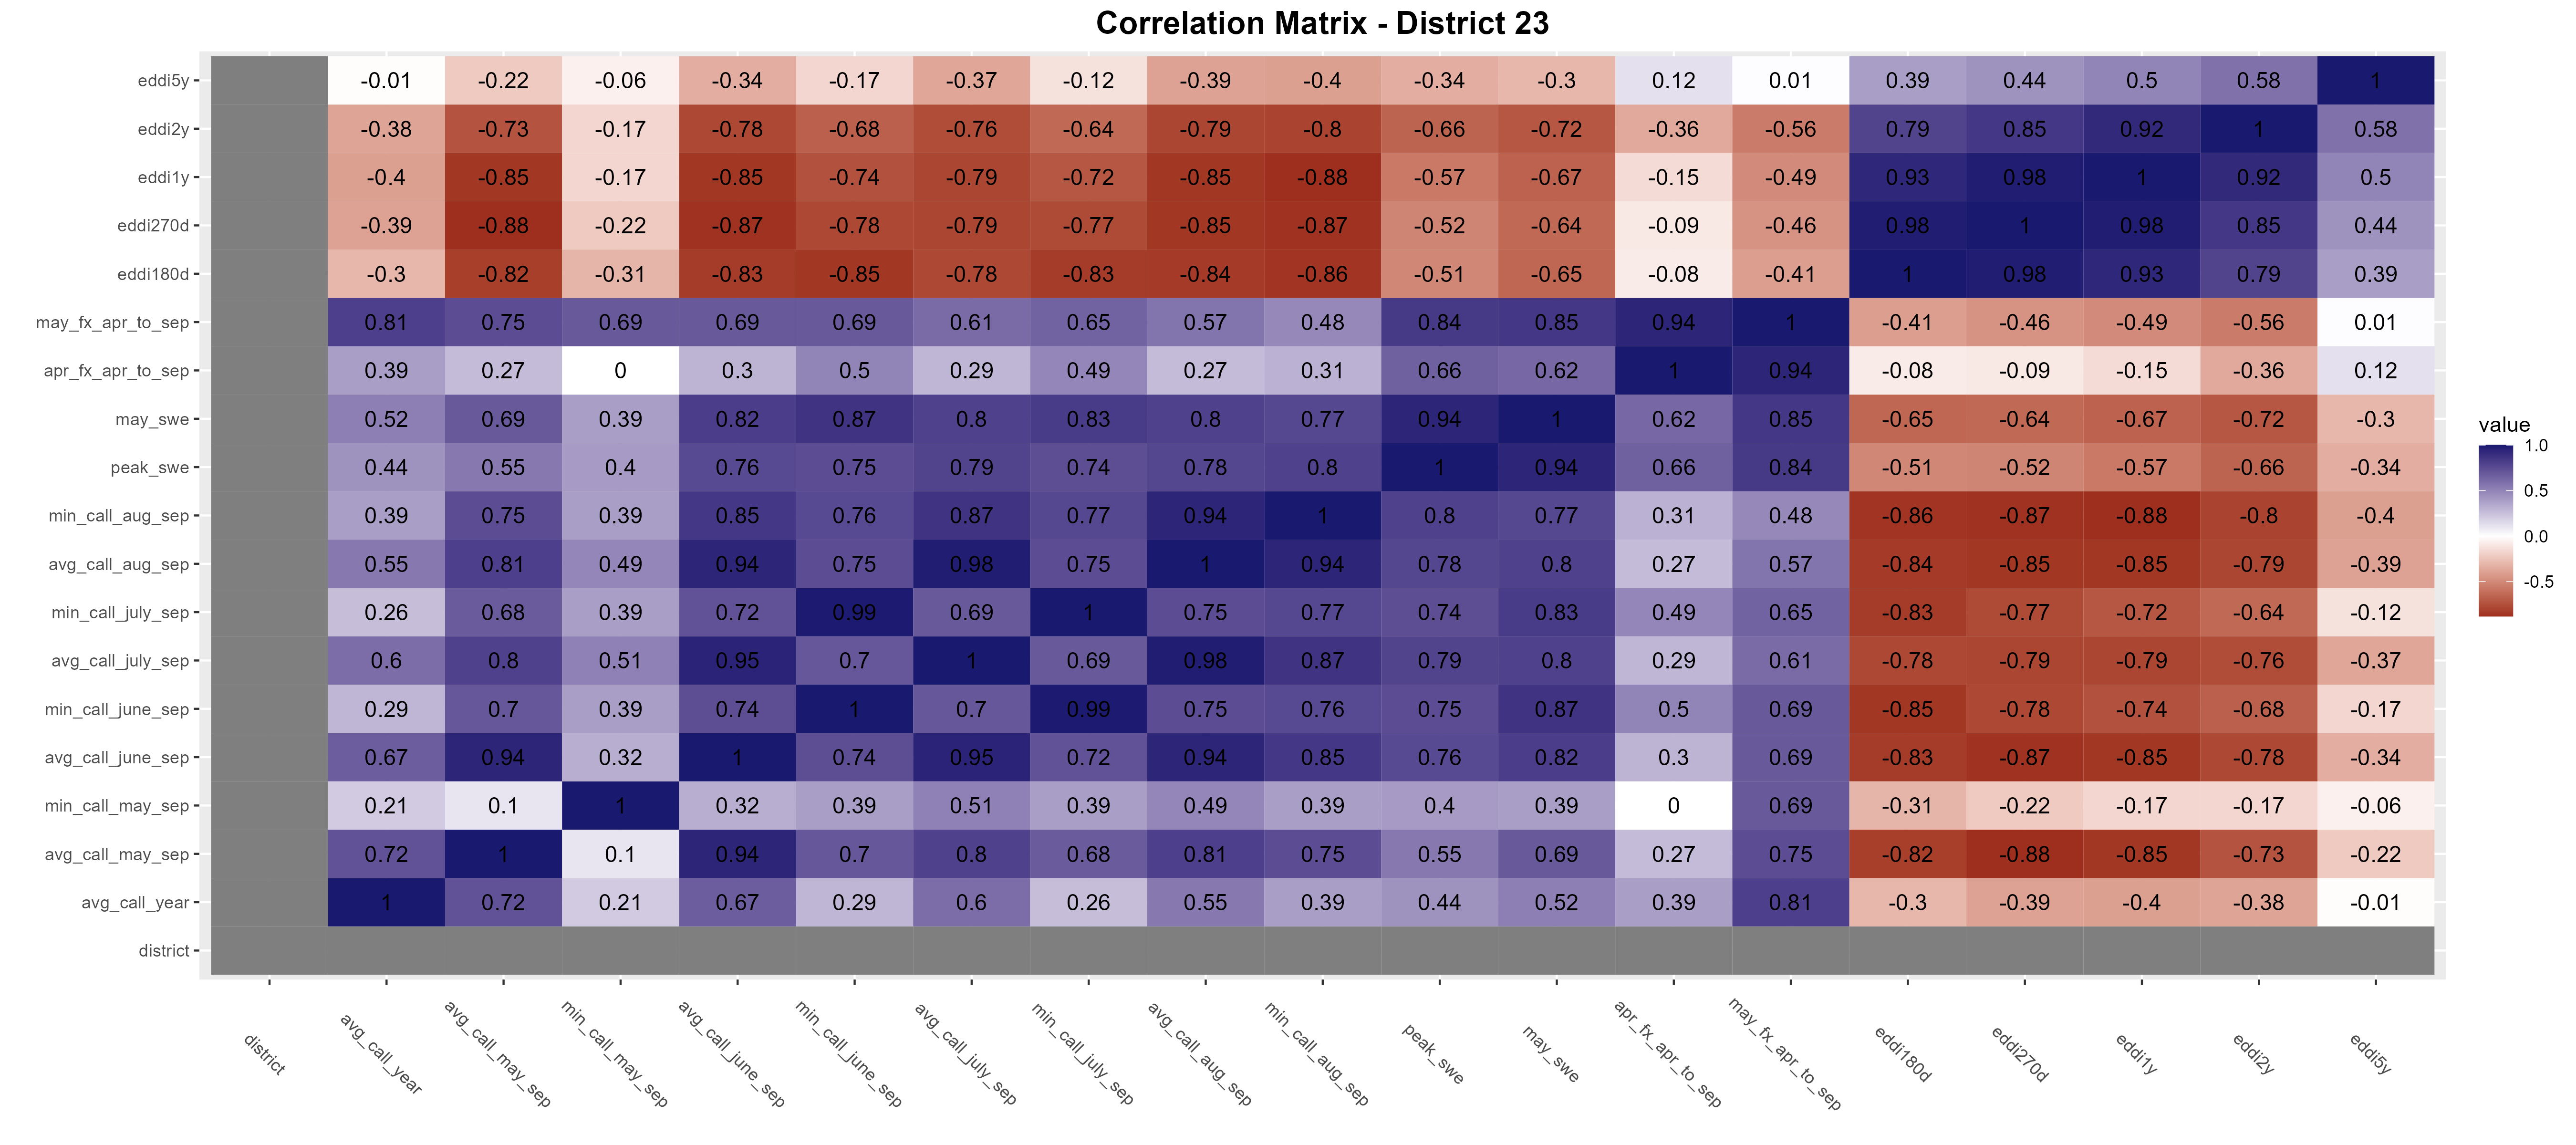 Correlation Matrix - District 23
eddi5y -0.01 -0.22 -0.06 -0.34 -0.17 -0.37 -0.12 -0.39 -0.4 -0.34 -0.3 0.12 0.01 0.39 0.44 0.5 0.58 1
eddi2y -0.38 -0.73 -0.17 -0.78 -0.68 -0.76 -0.64 -0.79 -0.8 -0.66 -0.72 -0.36 -0.56 0.79 0.85 0.92 1 0.58
eddi1y -0.4 -0.85 -0.17 -0.85 -0.74 -0.79 -0.72 -0.85 -0.88 -0.57 -0.67 -0.15 -0.49 0.93 0.98 1 0.92 0.5
eddi270d -0.39 -0.88 -0.22 -0.87 -0.78 -0.79 -0.77 -0.85 -0.87 -0.52 -0.64 -0.09 -0.46 0.98 1 0.98 0.85 0.44
eddi180d -0.3 -0.82 -0.31 -0.83 -0.85 -0.78 -0.83 -0.84 -0.86 -0.51 -0.65 -0.08 -0.41 1 0.98 0.93 0.79 0.39
may_fx_apr_to_sep 0.81 0.75 0.69 0.69 0.69 0.61 0.65 0.57 0.48 0.84 0.85 0.94 1 -0.41 -0.46 -0.49 -0.56 0.01
apr_fx_apr_to_sep 0.39 0.27 0 0.3 0.5 0.29 0.49 0.27 0.31 0.66 0.62 1 0.94 -0.08 -0.09 -0.15 -0.36 0.12
may_swe 0.52 0.69 0.39 0.82 0.87 0.8 0.83 0.8 0.77 0.94 1 0.62 0.85 -0.65 -0.64 -0.67 -0.72 -0.3
peak_swe 0.44 0.55 0.4 0.76 0.75 0.79 0.74 0.78 0.8 1 0.94 0.66 0.84 -0.51 -0.52 -0.57 -0.66 -0.34
min_call_aug_sep 0.39 0.75 0.39 0.85 0.76 0.87 0.77 0.94 1 0.8 0.77 0.31 0.48 -0.86 -0.87 -0.88 -0.8 -0.4
avg_call_aug_sep 0.55 0.81 0.49 0.94 0.75 0.98 0.75 1 0.94 0.78 0.8 0.27 0.57 -0.84 -0.85 -0.85 -0.79 -0.39
min_call_july_sep 0.26 0.68 0.39 0.72 0.99 0.69 1 0.75 0.77 0.74 0.83 0.49 0.65 -0.83 -0.77 -0.72 -0.64 -0.12
avg_call_july_sep 0.6 0.8 0.51 0.95 0.7 1 0.69 0.98 0.87 0.79 0.8 0.29 0.61 -0.78 -0.79 -0.79 -0.76 -0.37
min_call_june_sep 0.29 0.7 0.39 0.74 1 0.7 0.99 0.75 0.76 0.75 0.87 0.5 0.69 -0.85 -0.78 -0.74 -0.68 -0.17
avg_call_june_sep 0.67 0.94 0.32 1 0.74 0.95 0.72 0.94 0.85 0.76 0.82 0.3 0.69 -0.83 -0.87 -0.85 -0.78 -0.34
min_call_may_sep 0.21 0.1 1 0.32 0.39 0.51 0.39 0.49 0.39 0.4 0.39 0 0.69 -0.31 -0.22 -0.17 -0.17 -0.06
avg_call_may_sep 0.72 1 0.1 0.94 0.7 0.8 0.68 0.81 0.75 0.55 0.69 0.27 0.75 -0.82 -0.88 -0.85 -0.73 -0.22
avg_call_year 1 0.72 0.21 0.67 0.29 0.6 0.26 0.55 0.39 0.44 0.52 0.39 0.81 -0.3 -0.39 -0.4 -0.38 -0.01
district
district avg_call_year avg_call_may_sep min_call_may_sep avg_call_june_sep min_call_june_sep avg_call_july_sep min_call_july_sep avg_call_aug_sep min_call_aug_sep peak_swe may_swe apr_fx_apr_to_sep may_fx_apr_to_sep eddi180d eddi270d eddi1y eddi2y eddi5y
value
1.0
0.5
0.0
-0.5